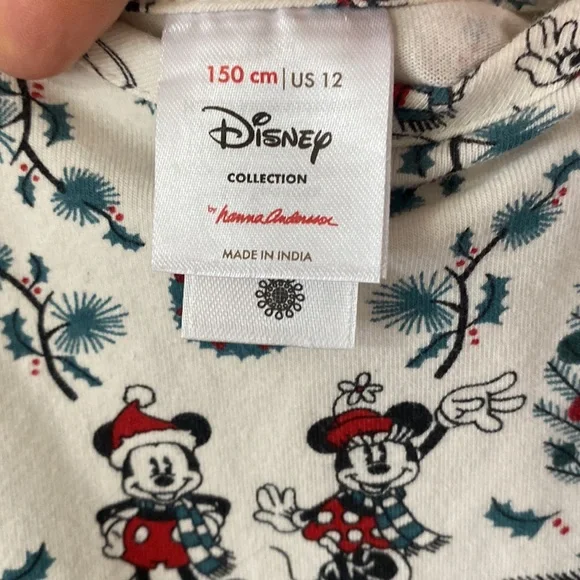 150 cm | US 12
Disney
COLLECTION
by hanna andersson
MADE IN INDIA